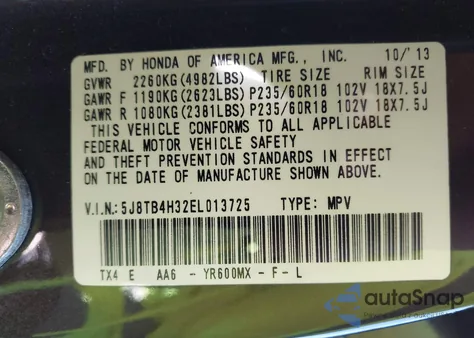 MFD. BY HONDA OF AMERICA MFG., INC. 10/'13
GVWR 2260KG(4982LBS) TIRE SIZE RIM SIZE
GAWR F 1190KG(2623LBS) P235/60R18 102V 18X7.5J
GAWR R 1080KG(2381LBS) P235/60R18 102V 18X7.5J
THIS VEHICLE CONFORMS TO ALL APPLICABLE
FEDERAL MOTOR VEHICLE SAFETY
AND THEFT PREVENTION STANDARDS IN EFFECT
ON THE DATE OF MANUFACTURE SHOWN ABOVE.
V.I.N.:5J8TB4H32EL013725 TYPE: MPV
TX4 E AA6 - YR600MX - F - L
autoSnap